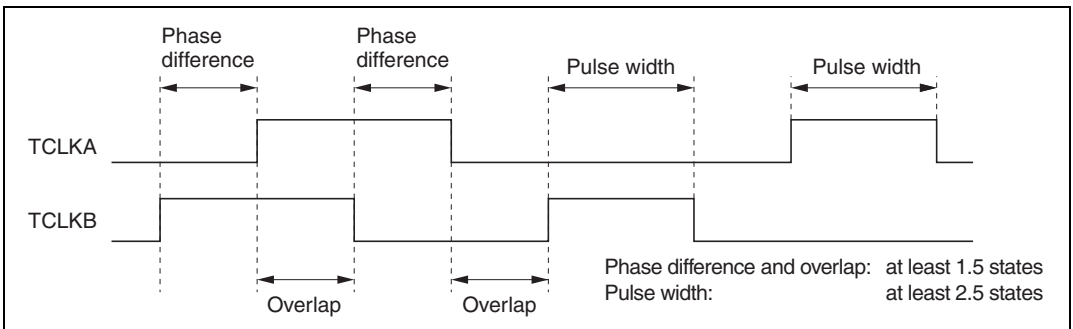 Phase
difference
Phase
difference
Pulse width
Pulse width
TCLKA
TCLKB
Overlap
Overlap
Phase difference and overlap: at least 1.5 states
Pulse width: at least 2.5 states